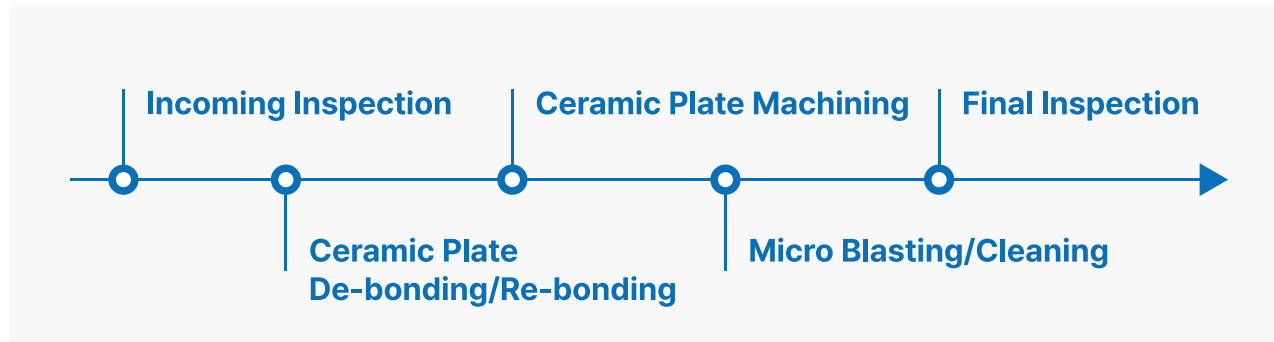 Incoming Inspection
Ceramic Plate
De-bonding/Re-bonding
Ceramic Plate Machining
Micro Blasting/Cleaning
Final Inspection